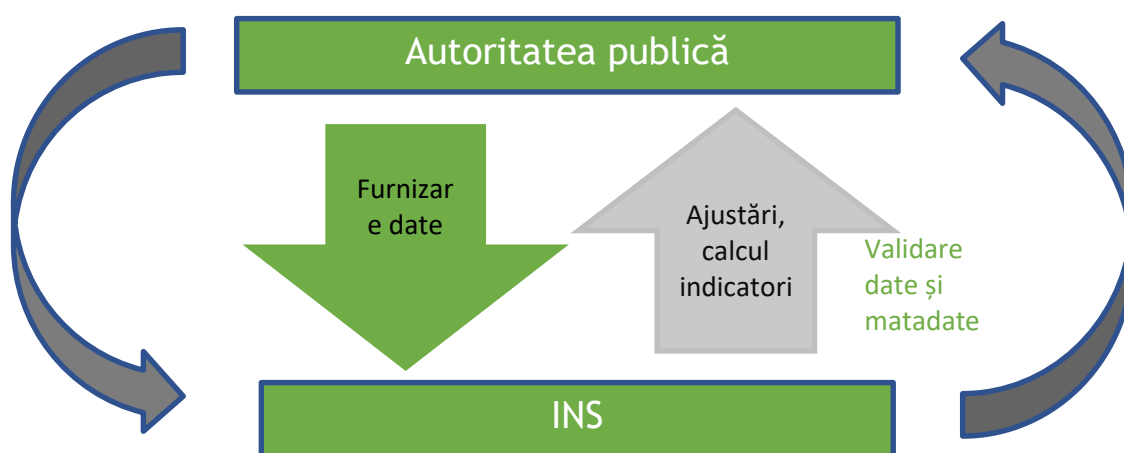 Autoritatea publică
Furnizar
e date
Ajustări,
calcul
indicatori
Validare
date și
matadate
INS